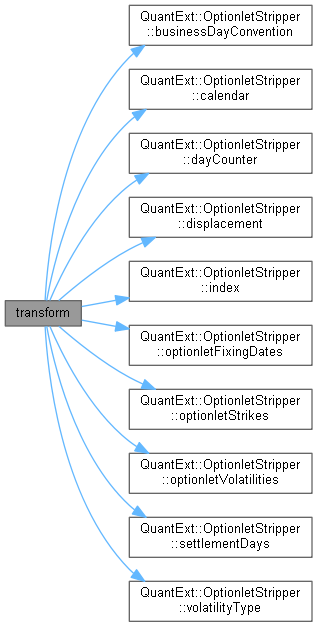 QuantExt::OptionletStripper
::businessDayConvention
QuantExt::OptionletStripper
::calendar
QuantExt::OptionletStripper
::dayCounter
QuantExt::OptionletStripper
::displacement
QuantExt::OptionletStripper
::index
transform
QuantExt::OptionletStripper
::optionletFixingDates
QuantExt::OptionletStripper
::optionletStrikes
QuantExt::OptionletStripper
::optionletVolatilities
QuantExt::OptionletStripper
::settlementDays
QuantExt::OptionletStripper
::volatilityType